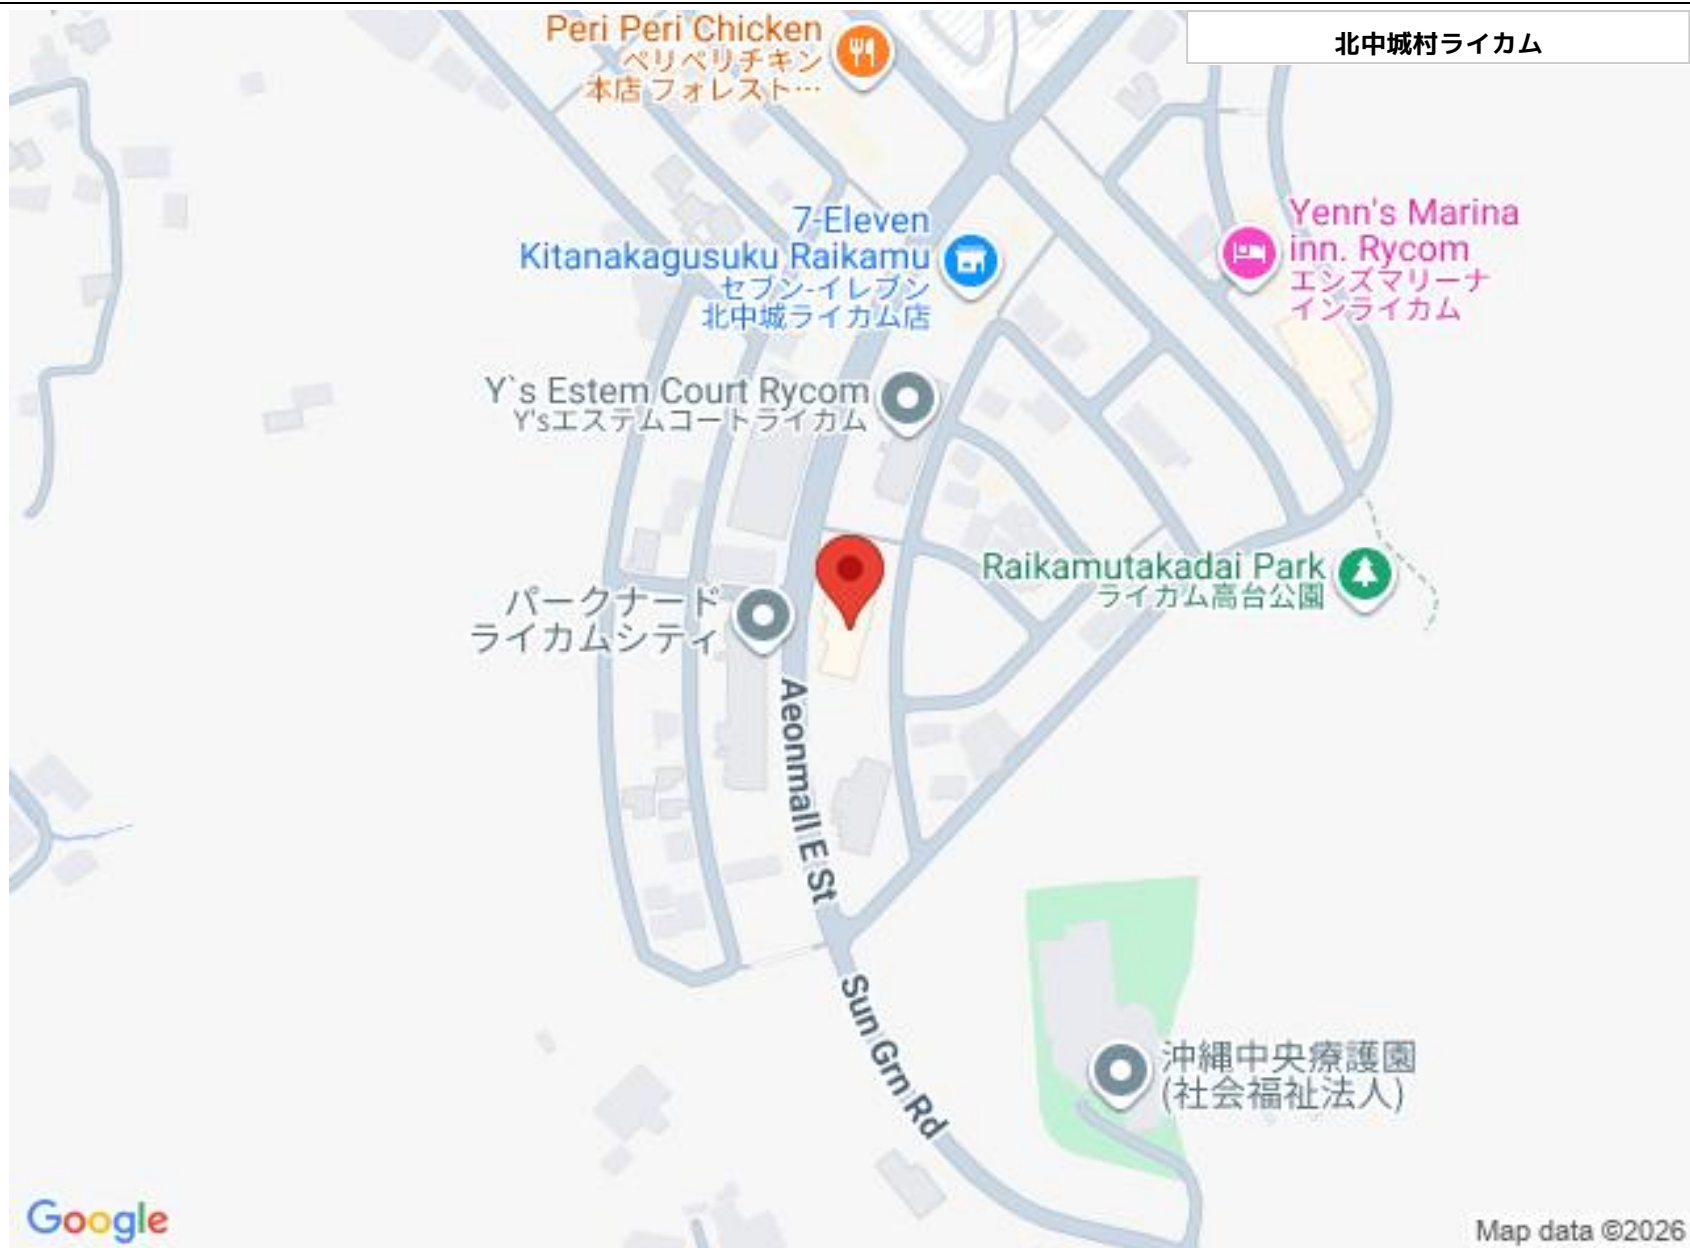 北中城村ライカム
Peri Peri Chicken
ペリペリチキン
本店 フォレスト…
7-Eleven
Kitanakagusuku Raikamu
セブン-イレブン
北中城ライカム店
Yenn's Marina
inn. Rycom
エンズマリーナ
インライカム
Y`s Estem Court Rycom
Y'sエステムコートライカム
Raikamutakadai Park
ライカム高台公園
パークナード
ライカムシティ
Aeonmall E St
Sun Grn Rd
沖縄中央療護園
(社会福祉法人)
Google
Map data ©2026